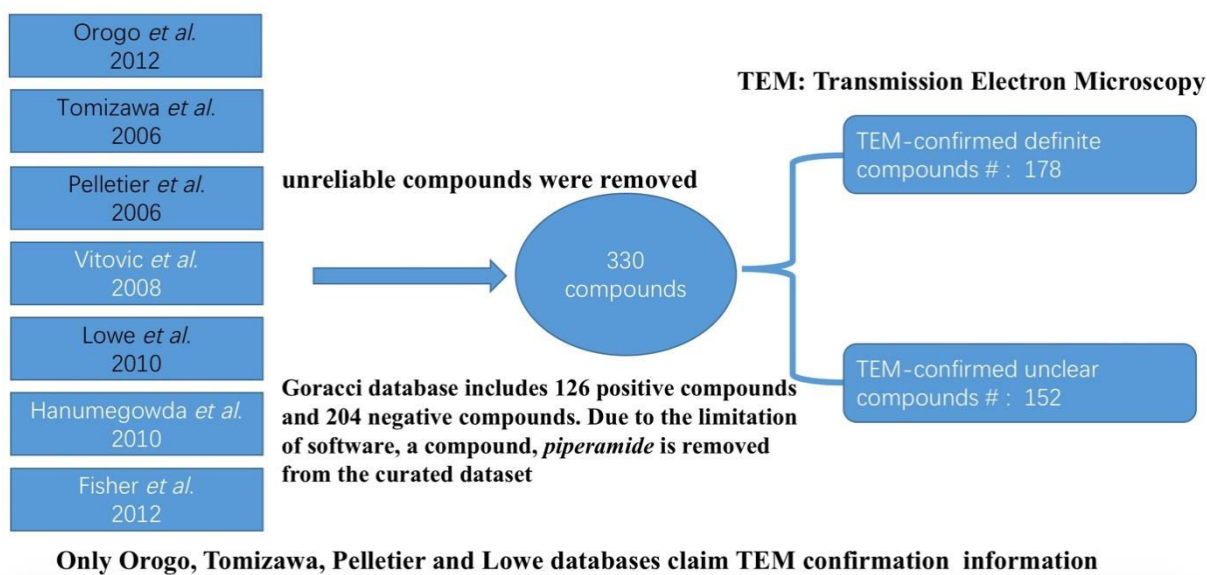 Orogo et al.
2012
Tomizawa et al.
2006
Pelletier et al.
2006
Vitovic et al.
2008
Lowe et al.
2010
Hanumegowda et al.
2010
Fisher et al.
2012
unreliable compounds were removed
330
compounds
Goracci database includes 126 positive compounds
and 204 negative compounds. Due to the limitation
of software, a compound, piperamide is removed
from the curated dataset
TEM: Transmission Electron Microscopy
TEM-confirmed definite
compounds # : 178
TEM-confirmed unclear
compounds # : 152
Only Orogo, Tomizawa, Pelletier and Lowe databases claim TEM confirmation information